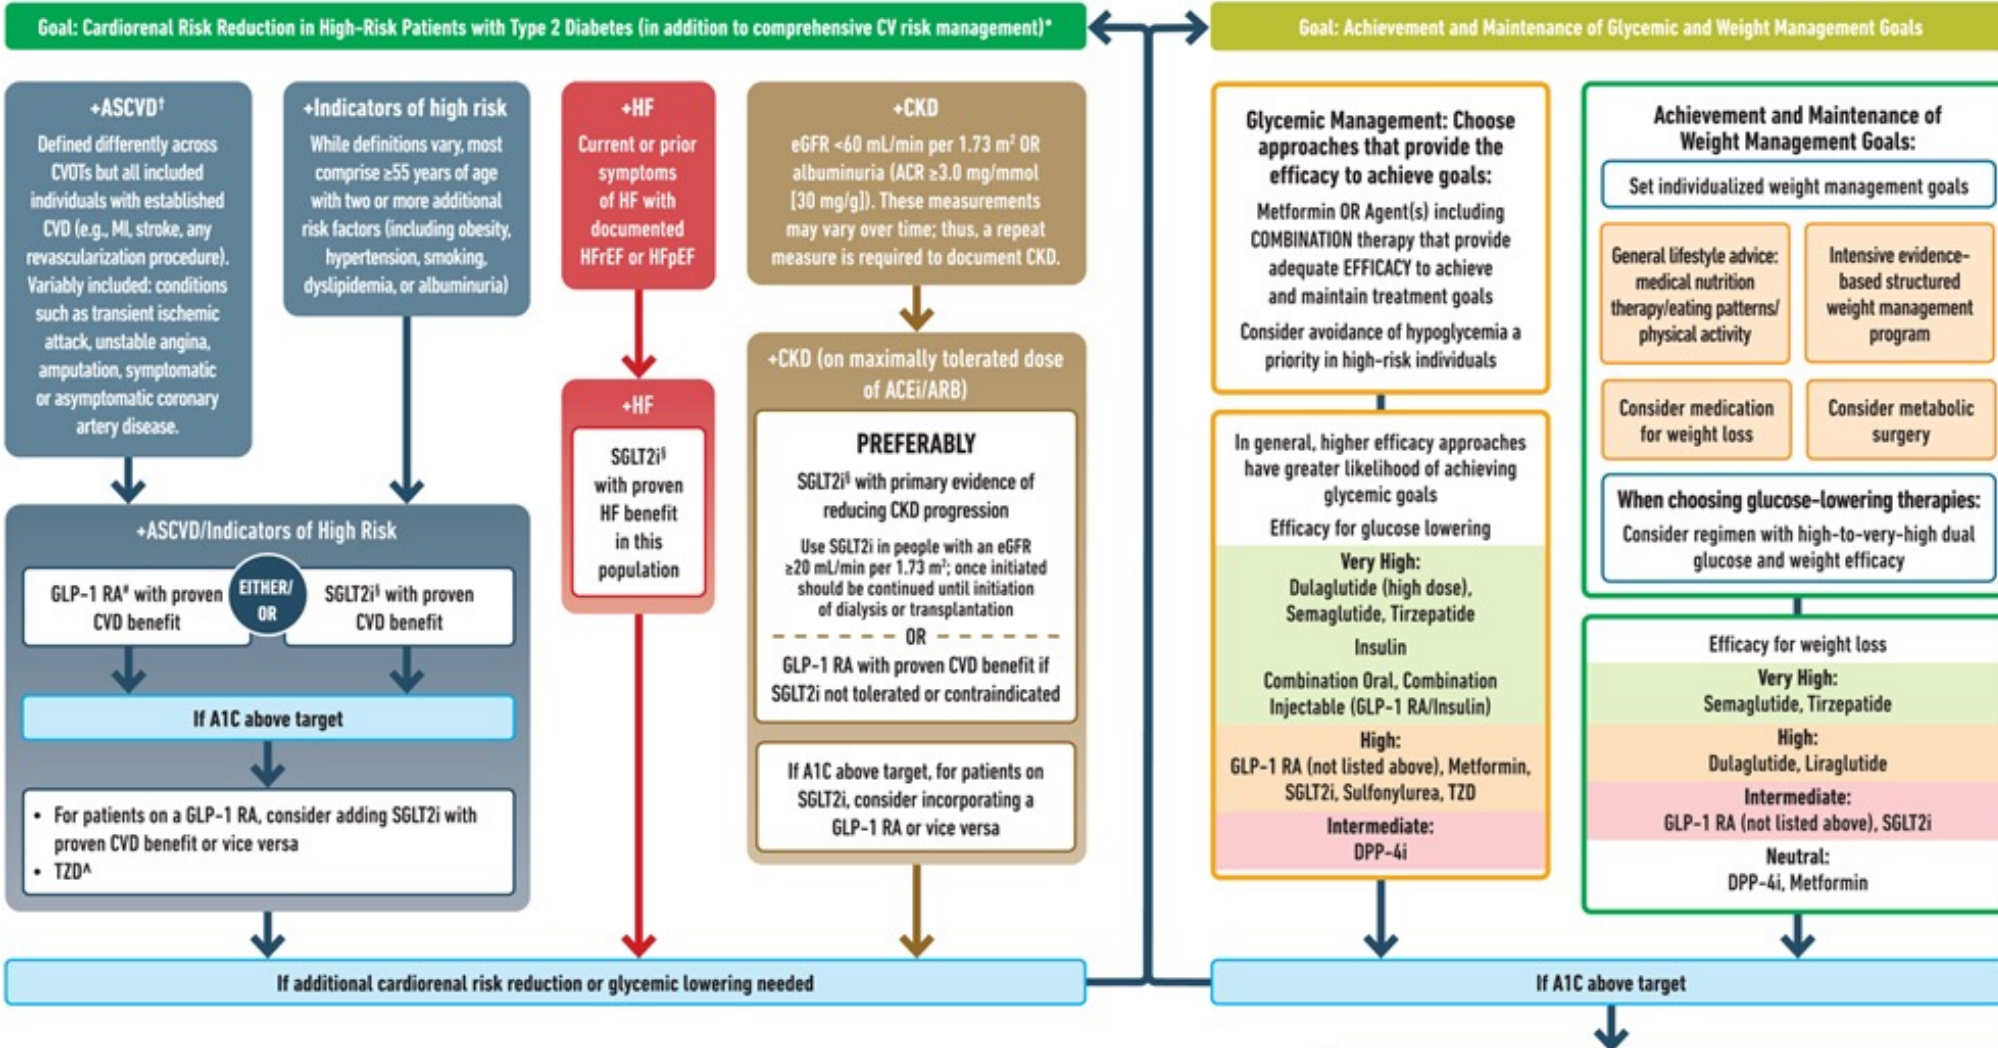 Goal: Cardiorenal Risk Reduction in High-Risk Patients with Type 2 Diabetes (in addition to comprehensive CV risk management)*
+ASCVD†
Defined differently across
CVOTs but all included
individuals with established
CVD (e.g., MI, stroke, any
revascularization procedure).
Variably included: conditions
such as transient ischemic
attack, unstable angina,
amputation, symptomatic
or asymptomatic coronary
artery disease.
+Indicators of high risk
While definitions vary, most
comprise ≥55 years of age
with two or more additional
risk factors (including obesity,
hypertension, smoking,
dyslipidemia, or albuminuria)
+ASCVD/Indicators of High Risk
GLP-1 RA# with proven
CVD benefit
EITHER/
OR
SGLT2i§ with proven
CVD benefit
If A1C above target
• For patients on a GLP-1 RA, consider adding SGLT2i with
proven CVD benefit or vice versa
• TZD^
+HF
Current or prior
symptoms
of HF with
documented
HFrEF or HFpEF
+HF
SGLT2i§
with proven
HF benefit
in this
population
+CKD
eGFR <60 mL/min per 1.73 m² OR
albuminuria (ACR ≥3.0 mg/mmol
[30 mg/g]). These measurements
may vary over time; thus, a repeat
measure is required to document CKD.
+CKD (on maximally tolerated dose
of ACEi/ARB)
PREFERABLY
SGLT2i§ with primary evidence of
reducing CKD progression
Use SGLT2i in people with an eGFR
≥20 mL/min per 1.73 m²; once initiated
should be continued until initiation
of dialysis or transplantation
OR
GLP-1 RA with proven CVD benefit if
SGLT2i not tolerated or contraindicated
If A1C above target, for patients on
SGLT2i, consider incorporating a
GLP-1 RA or vice versa
If additional cardiorenal risk reduction or glycemic lowering needed
Goal: Achievement and Maintenance of Glycemic and Weight Management Goals
Glycemic Management: Choose
approaches that provide the
efficacy to achieve goals:
Metformin OR Agent(s) including
COMBINATION therapy that provide
adequate EFFICACY to achieve
and maintain treatment goals
Consider avoidance of hypoglycemia a
priority in high-risk individuals
In general, higher efficacy approaches
have greater likelihood of achieving
glycemic goals
Efficacy for glucose lowering
Very High:
Dulaglutide (high dose),
Semaglutide, Tirzepatide
Insulin
Combination Oral, Combination
Injectable (GLP-1 RA/Insulin)
High:
GLP-1 RA (not listed above), Metformin,
SGLT2i, Sulfonylurea, TZD
Intermediate:
DPP-4i
Achievement and Maintenance of
Weight Management Goals:
Set individualized weight management goals
General lifestyle advice:
medical nutrition
therapy/eating patterns/
physical activity
Intensive evidence-
based structured
weight management
program
Consider medication
for weight loss
Consider metabolic
surgery
When choosing glucose-lowering therapies:
Consider regimen with high-to-very-high dual
glucose and weight efficacy
Efficacy for weight loss
Very High:
Semaglutide, Tirzepatide
High:
Dulaglutide, Liraglutide
Intermediate:
GLP-1 RA (not listed above), SGLT2i
Neutral:
DPP-4i, Metformin
If A1C above target